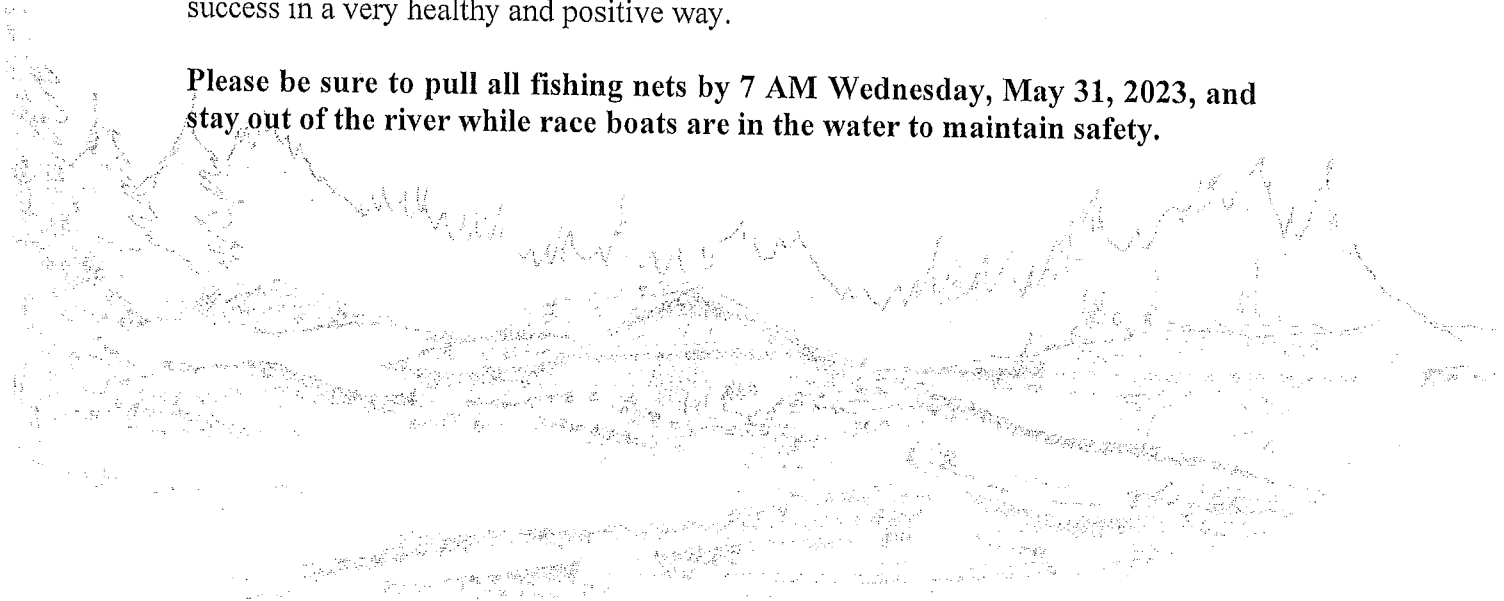 success in a very healthy and positive way.
Please be sure to pull all fishing nets by 7 AM Wednesday, May 31, 2023, and
stay out of the river while race boats are in the water to maintain safety.